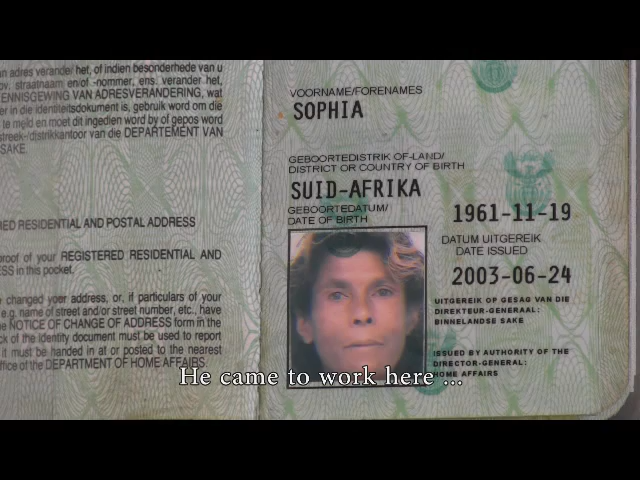 n adres verander het, of indien besonderhede van u
ov. straatnaam en/of -nommer, ens. verander het,
ENNISGEWING VAN ADRESVERANDERING, wat
er in die identiteitsdokument is, gebruik word om die
te meld en moet dit ingedien word by of gepos word
streek-/distrikkantoor van die DEPARTEMENT VAN
SAKE
RED RESIDENTIAL AND POSTAL ADDRESS
proof of your REGISTERED RESIDENTIAL AND
ESS in this pocket.
changed your address, or, if particulars of your
e.g. name of street and/or street number, etc., have
e NOTICE OF CHANGE OF ADDRESS form in the
ck of the identity document must be used to report
it must be handed in at or posted to the nearest
ffice of the DEPARTMENT OF HOME AFFAIRS.
VOORNAME/FORENAMES
SOPHIA
GEBOORTEDISTRIK OF-LAND/
DISTRICT OR COUNTRY OF BIRTH
SUID-AFRIKA
GEBOORTEDATUM/
DATE OF BIRTH
1961-11-19
DATUM UITGEREIK
DATE ISSUED
2003-06-24
UITGEREIK OP GESAG VAN DIE
DIREKTEUR-GENERAAL:
BINNELANDSE SAKE
ISSUED BY AUTHORITY OF THE
DIRECTOR-GENERAL:
HOME AFFAIRS
He came to work here ...